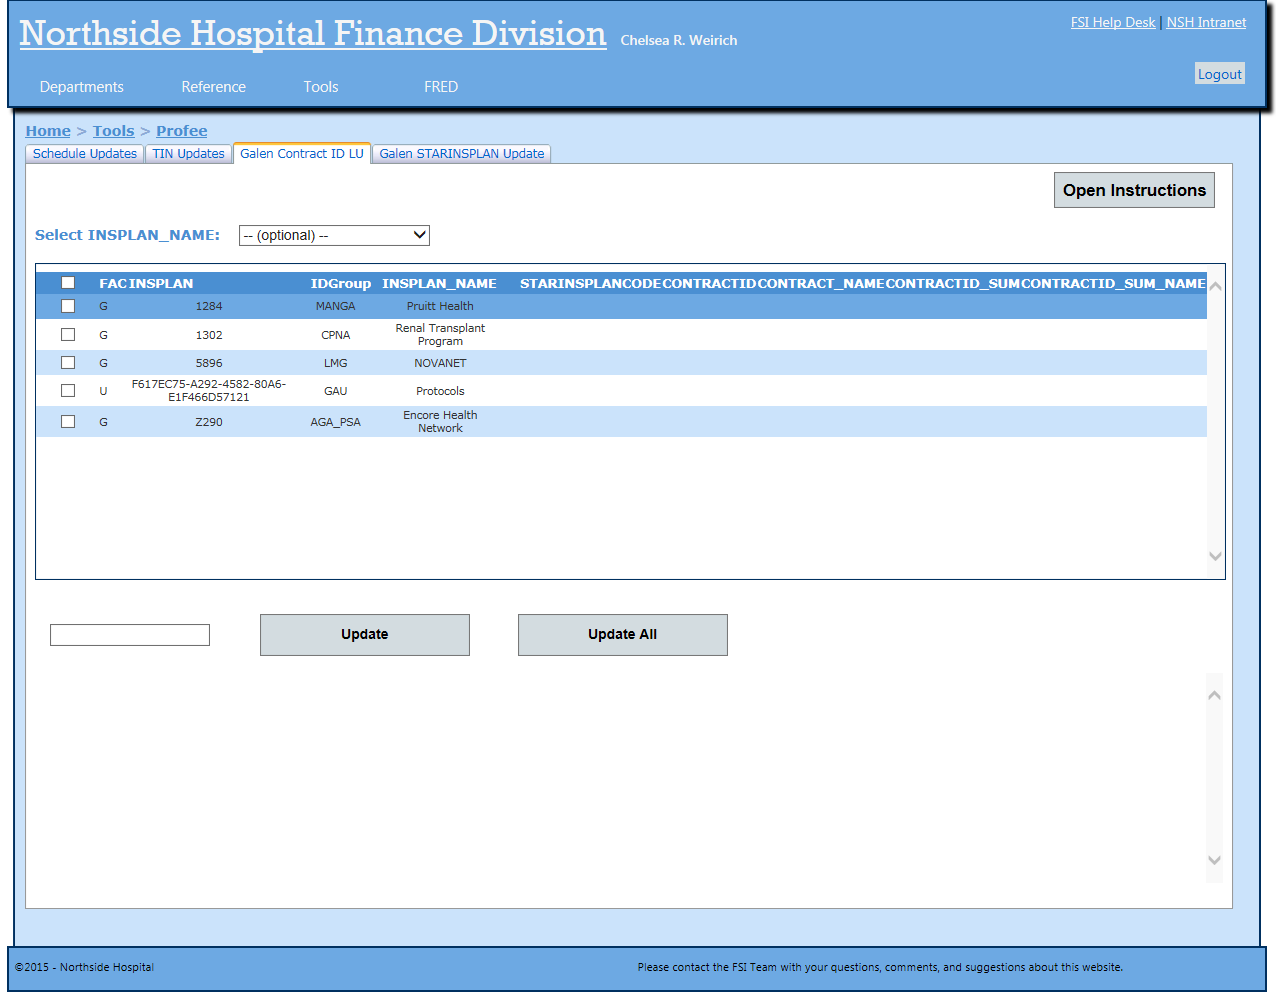 Northside Hospital Finance Division Chelsea R. Weirich
FSI Help Desk | NSH Intranet
Logout
Departments Reference Tools FRED
Home > Tools > Profee
Schedule Updates TIN Updates Galen Contract ID LU Galen STARINSPLAN Update
Open Instructions
Select INSPLAN_NAME: -- (optional) --
FAC INSPLAN IDGroup INSPLAN_NAME STARINSPLANCODE CONTRACTID CONTRACT_NAME CONTRACTID_SUM CONTRACTID_SUM_NAME
G 1284 MANGA Pruitt Health
G 1302 CPNA Renal Transplant
Program
G 5896 LMG NOVANET
U F617EC75-A292-4582-80A6-
E1F466D57121 GAU Protocols
G Z290 AGA_PSA Encore Health
Network
Update Update All
©2015 - Northside Hospital Please contact the FSI Team with your questions, comments, and suggestions about this website.